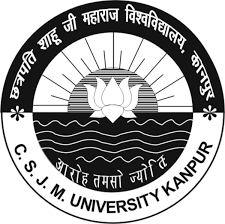 छत्रपति शाहू जी महाराज विश्वविद्यालय, कानपुर
आरोह तमसो ज्योतिः
C. S. J. M. UNIVERSITY KANPUR